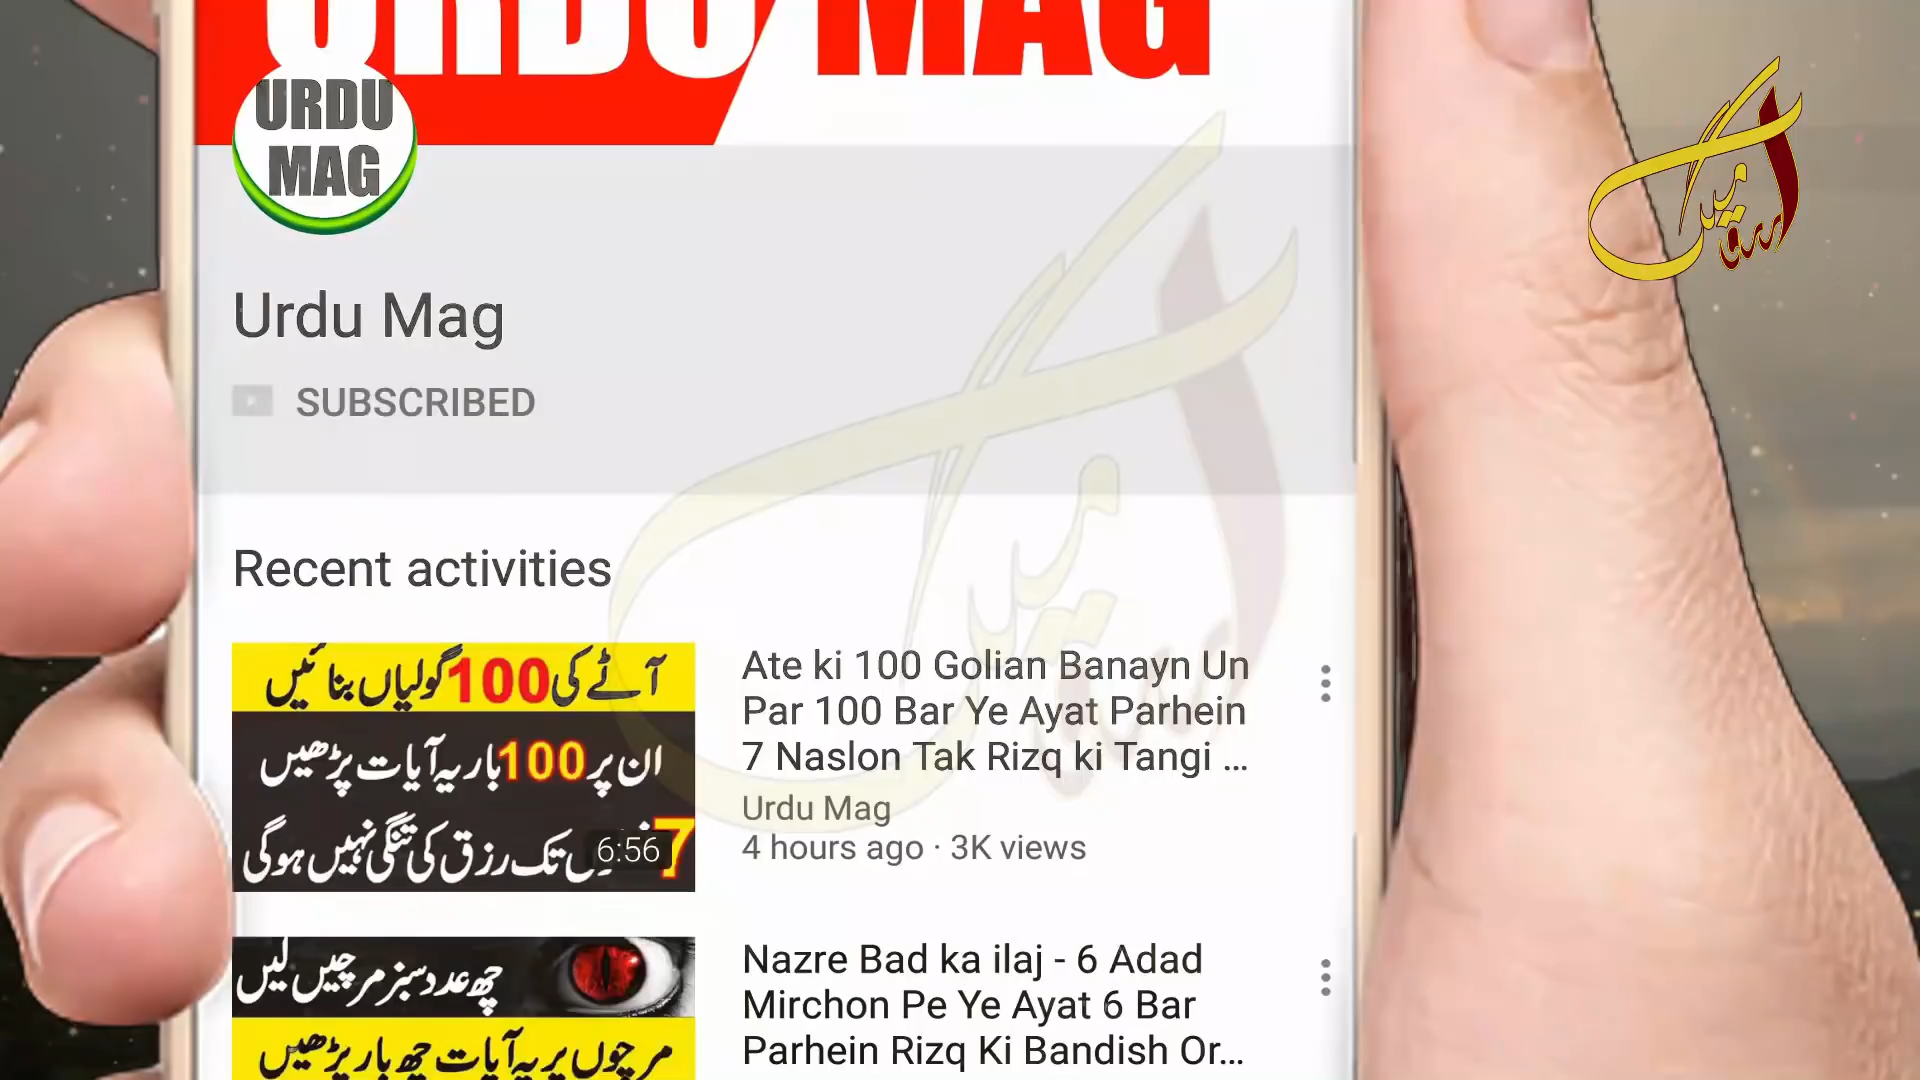 URDU MAG
URDU
MAG
Urdu Mag
SUBSCRIBED
Recent activities
آٹے کی 100 گولیاں بنائیں
ان پر 100 بار یہ آیات پڑھیں
7 تک رزق کی تنگی نہیں ہوگی
6:56
Ate ki 100 Golian Banayn Un
Par 100 Bar Ye Ayat Parhein
7 Naslon Tak Rizq ki Tangi ...
Urdu Mag
4 hours ago · 3K views
چھ عدد سبز مرچیں لیں
مرچوں پر یہ آیات چھ بار پڑھیں
Nazre Bad ka ilaj - 6 Adad
Mirchon Pe Ye Ayat 6 Bar
Parhein Rizq Ki Bandish Or...
اردو میگ